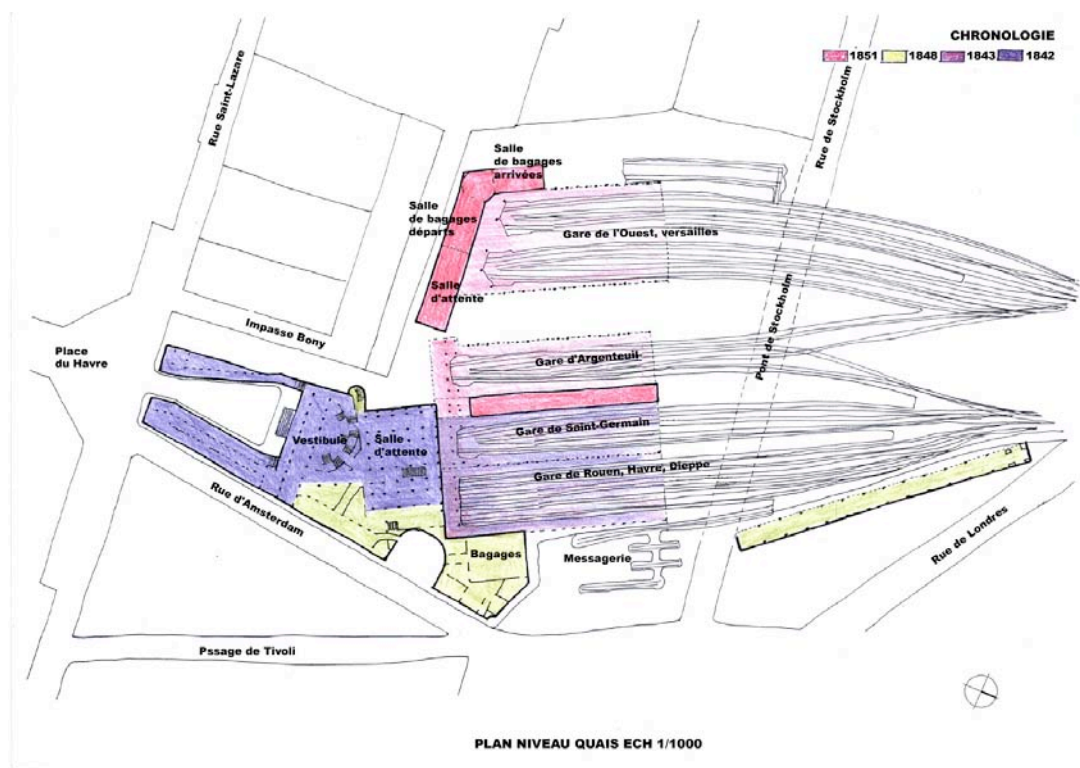 CHRONOLOGIE
1851 1848 1843 1842
Rue Saint-Lazare
Rue de Stockholm
Salle
de bagages
arrivées
Salle
de bagages
départs
Gare de l'Ouest, versailles
Salle
d'attente
Pont de Stockholm
Impasse Bony
Place
du Havre
Gare d'Argenteuil
Vestibule
Salle
d'attente
Gare de Saint-Germain
Gare de Rouen, Havre, Dieppe
Rue d'Amsterdam
Bagages
Messagerie
Rue de Londres
Pssage de Tivoli
PLAN NIVEAU QUAIS ECH 1/1000